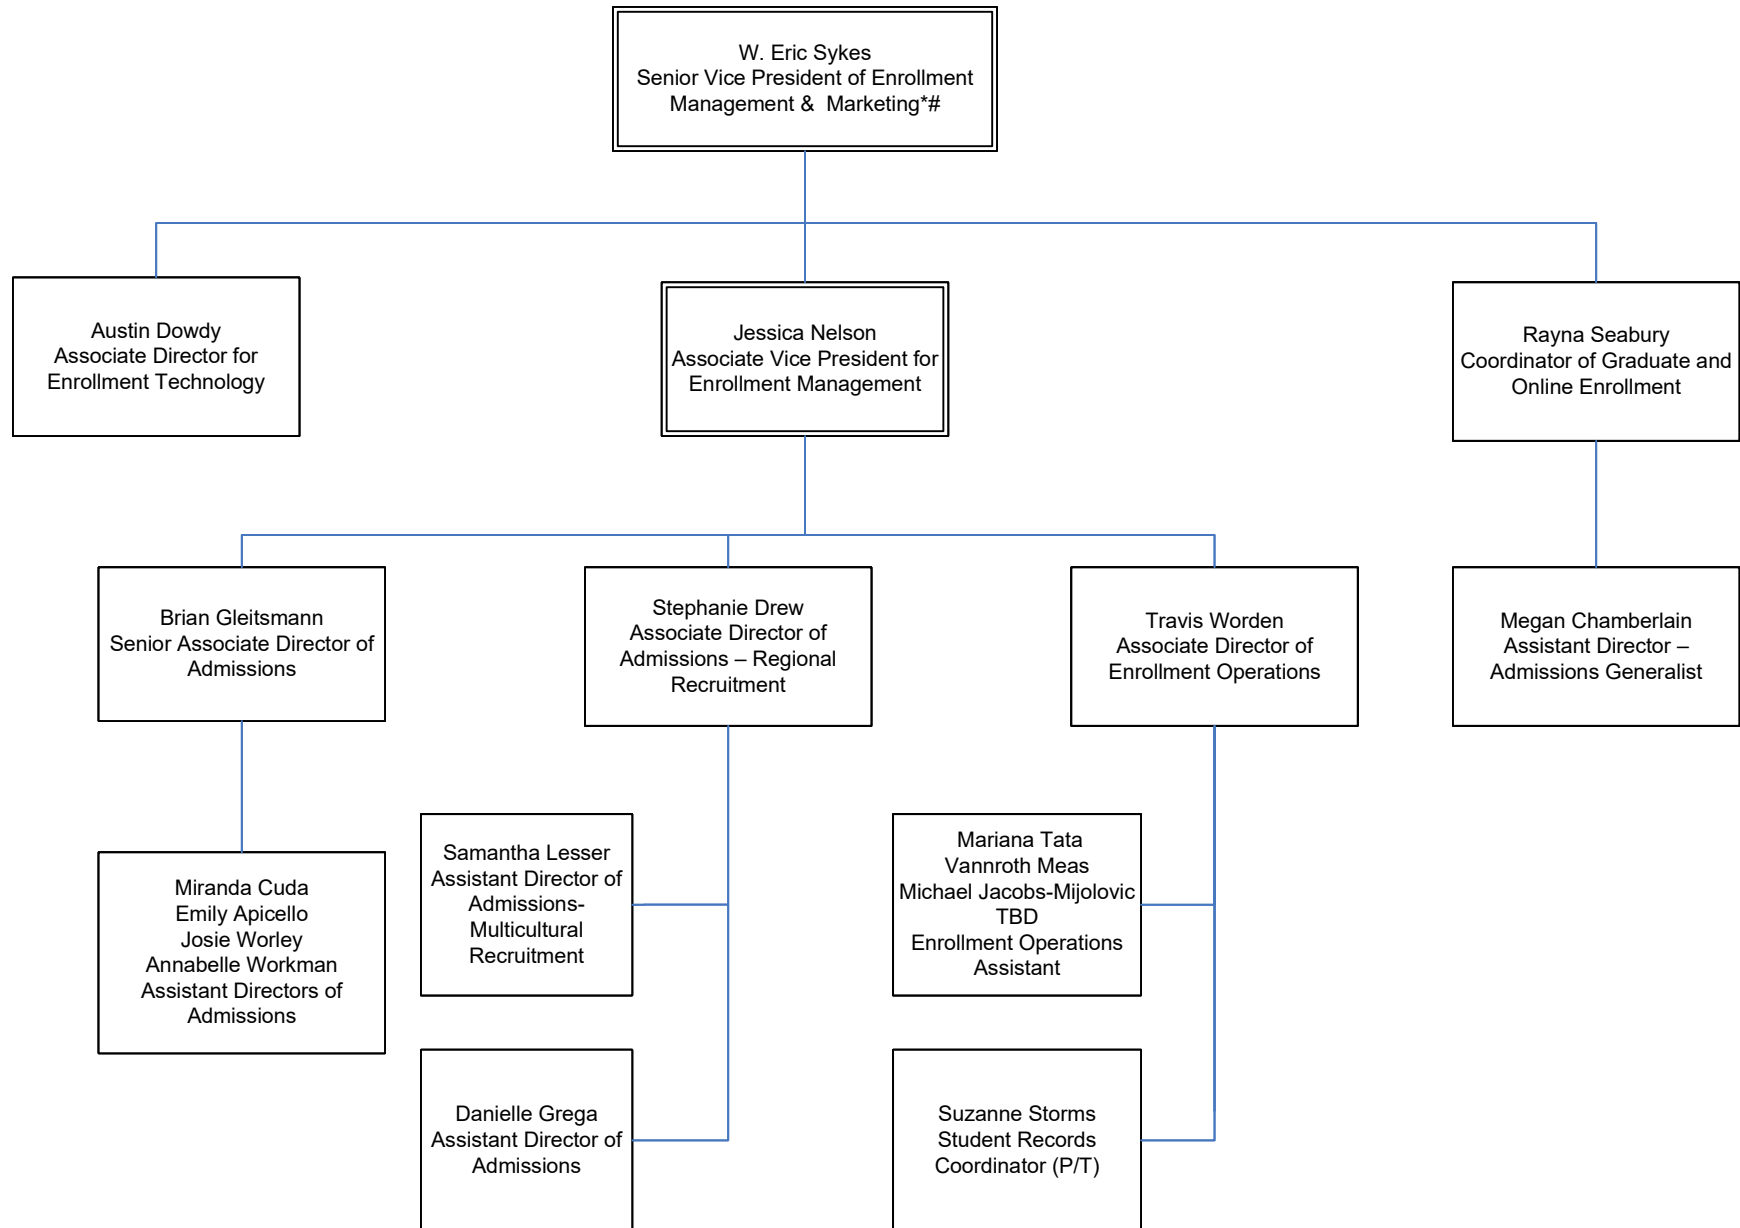 W. Eric Sykes
Senior Vice President of Enrollment
Management &  Marketing*#
Austin Dowdy
Associate Director for
Enrollment Technology
Jessica Nelson
Associate Vice President for
Enrollment Management
Rayna Seabury
Coordinator of Graduate and
Online Enrollment
Brian Gleitsmann
Senior Associate Director of
Admissions
Stephanie Drew
Associate Director of
Admissions – Regional
Recruitment
Travis Worden
Associate Director of
Enrollment Operations
Megan Chamberlain
Assistant Director –
Admissions Generalist
Miranda Cuda
Emily Apicello
Josie Worley
Annabelle Workman
Assistant Directors of
Admissions
Samantha Lesser
Assistant Director of
Admissions-
Multicultural
Recruitment
Mariana Tata
Vannroth Meas
Michael Jacobs-Mijolovic
TBD
Enrollment Operations
Assistant
Danielle Grega
Assistant Director of
Admissions
Suzanne Storms
Student Records
Coordinator (P/T)